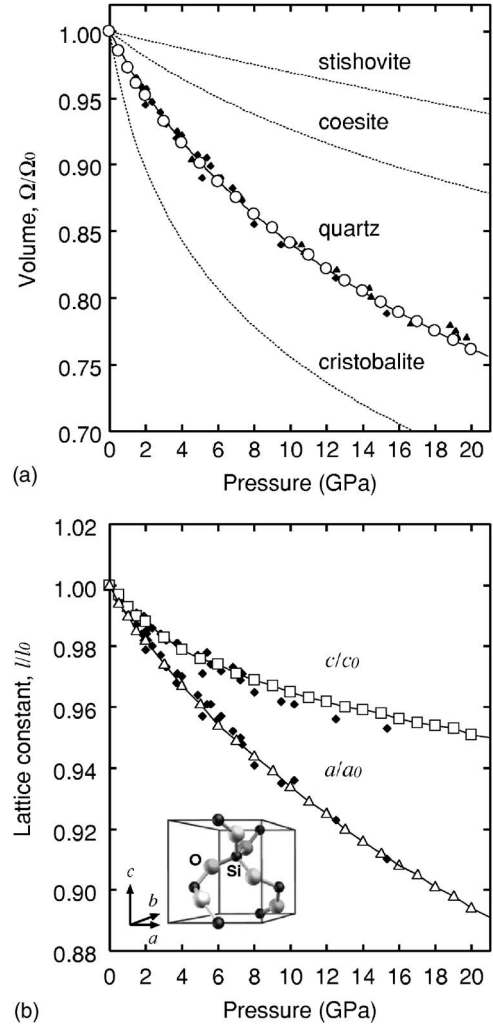 1.00
0.95
0.90
0.85
0.80
0.75
0.70
Volume, Ω/Ω0
stishovite
coesite
quartz
cristobalite
0 2 4 6 8 10 12 14 16 18 20
Pressure (GPa)
(a)
1.02
1.00
0.98
0.96
0.94
0.92
0.90
0.88
Lattice constant, l/l0
c/c0
a/a0
O
Si
c
b
a
0 2 4 6 8 10 12 14 16 18 20
Pressure (GPa)
(b)